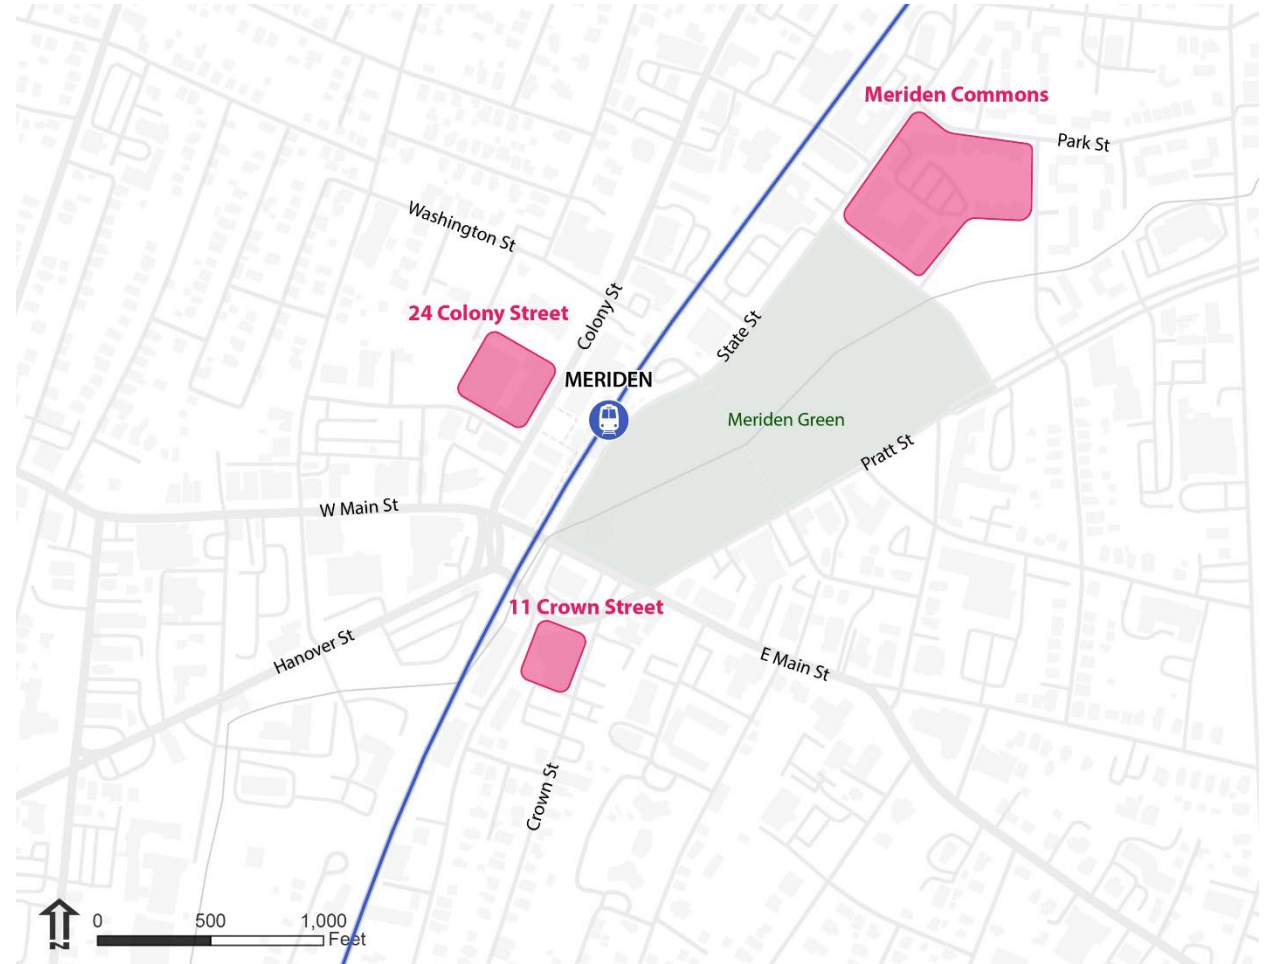 Meriden Commons
Park St
Washington St
Colony St
24 Colony Street
State St
MERIDEN
Meriden Green
Pratt St
W Main St
11 Crown Street
Hanover St
E Main St
Crown St
N
0 500 1,000
Feet